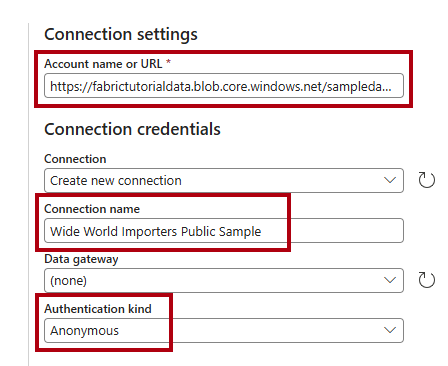 Connection settings
Account name or URL *
https://fabrictutorialdata.blob.core.windows.net/sampleda...
Connection credentials
Connection
Create new connection
Connection name
Wide World Importers Public Sample
Data gateway
(none)
Authentication kind
Anonymous